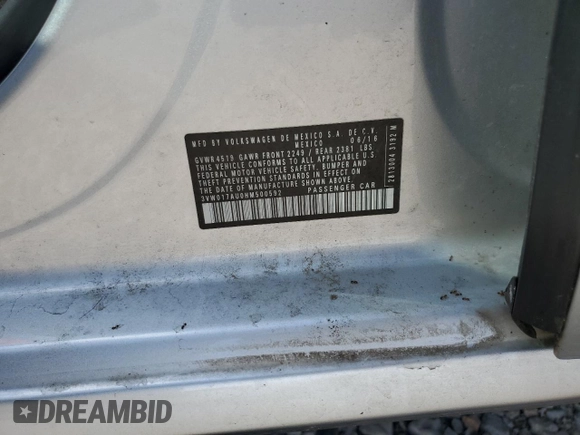 MFD BY VOLKSWAGEN DE MEXICO S.A. DE C.V.
MEXICO 06/16
GVWR 4519 GAWR FRONT 2249 / REAR 2381 LBS
THIS VEHICLE CONFORMS TO ALL APPLICABLE U.S.
FEDERAL MOTOR VEHICLE SAFETY, BUMPER AND
THEFT PREVENTION STANDARDS IN EFFECT ON
THE DATE OF MANUFACTURE SHOWN ABOVE.
3VW017AU0HM500592 PASSENGER CAR
DREAMBID